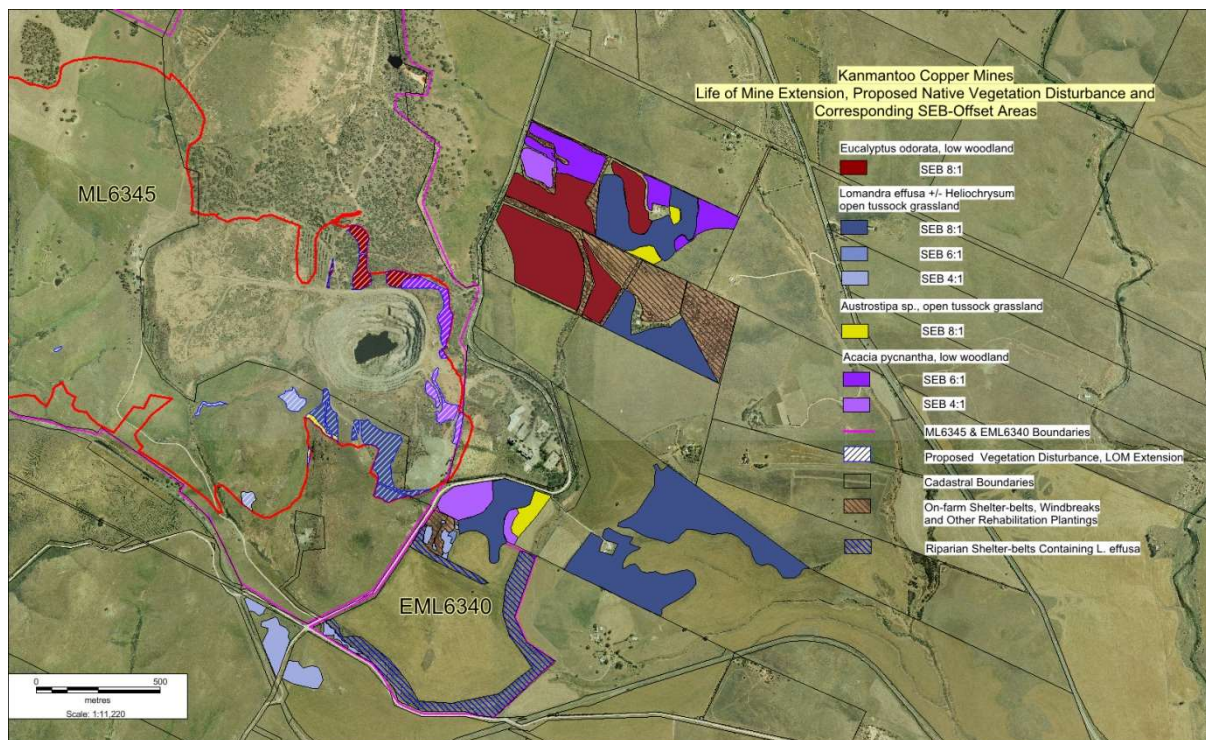 Kanmantoo Copper Mines
Life of Mine Extension, Proposed Native Vegetation Disturbance and
Corresponding SEB-Offset Areas
Eucalyptus odorata, low woodland
SEB 8:1
Lomandra effusa +/- Heliochrysum
open tussock grassland
SEB 8:1
SEB 6:1
SEB 4:1
Austrostipa sp., open tussock grassland
SEB 8:1
Acacia pycnantha, low woodland
SEB 6:1
SEB 4:1
ML6345 & EML6340 Boundaries
Proposed Vegetation Disturbance, LOM Extension
Cadastral Boundaries
On-farm Shelter-belts, Windbreaks
and Other Rehabilitation Plantings
Riparian Shelter-belts Containing L. effusa
ML6345
EML6340
0 500
metres
Scale: 1:11,220